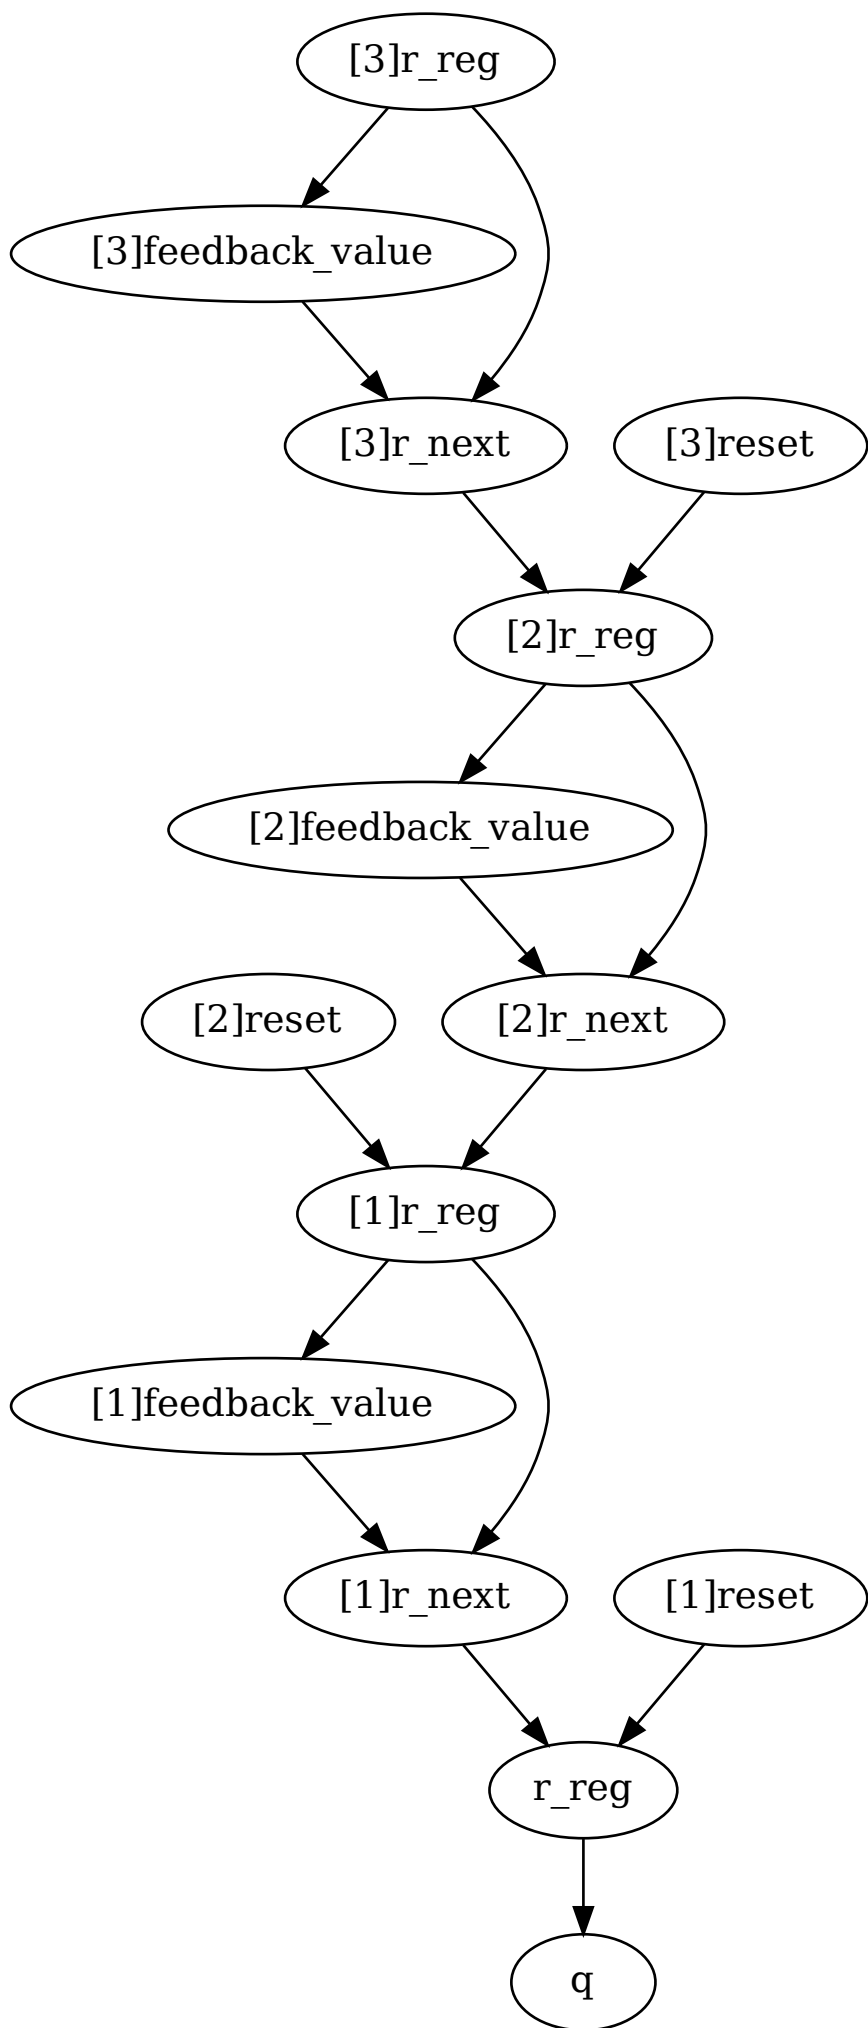 [3]r_reg
[3]feedback_value
[3]r_next
[3]reset
[2]r_reg
[2]feedback_value
[2]reset
[2]r_next
[1]r_reg
[1]feedback_value
[1]r_next
[1]reset
r_reg
q